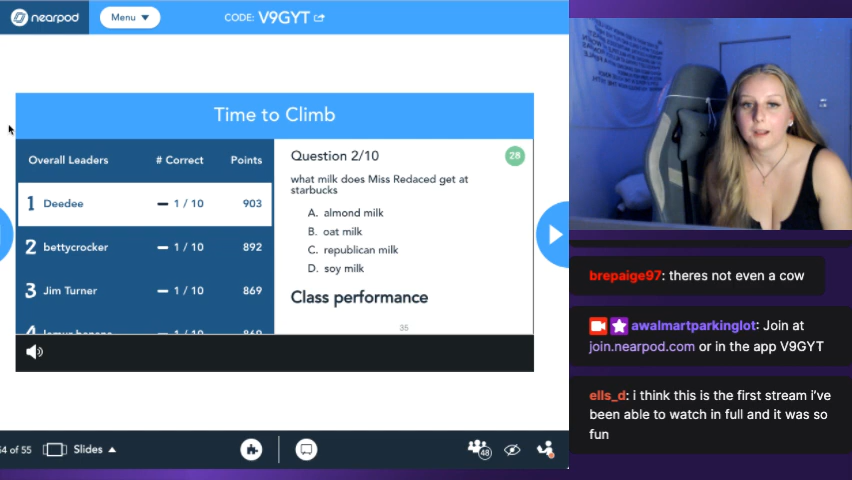 nearpod
Menu
CODE: V9GYT
Time to Climb
Overall Leaders # Correct Points
1 Deedee 1 / 10 903
2 bettycrocker 1 / 10 892
3 Jim Turner 1 / 10 869
Question 2/10
28
what milk does Miss Redaced get at
starbucks
A. almond milk
B. oat milk
C. republican milk
D. soy milk
Class performance
35
of 55
Slides
48
brepaige97: theres not even a cow
awalmartparkinglot: Join at
join.nearpod.com or in the app V9GYT
ells_d: i think this is the first stream i've
been able to watch in full and it was so
fun